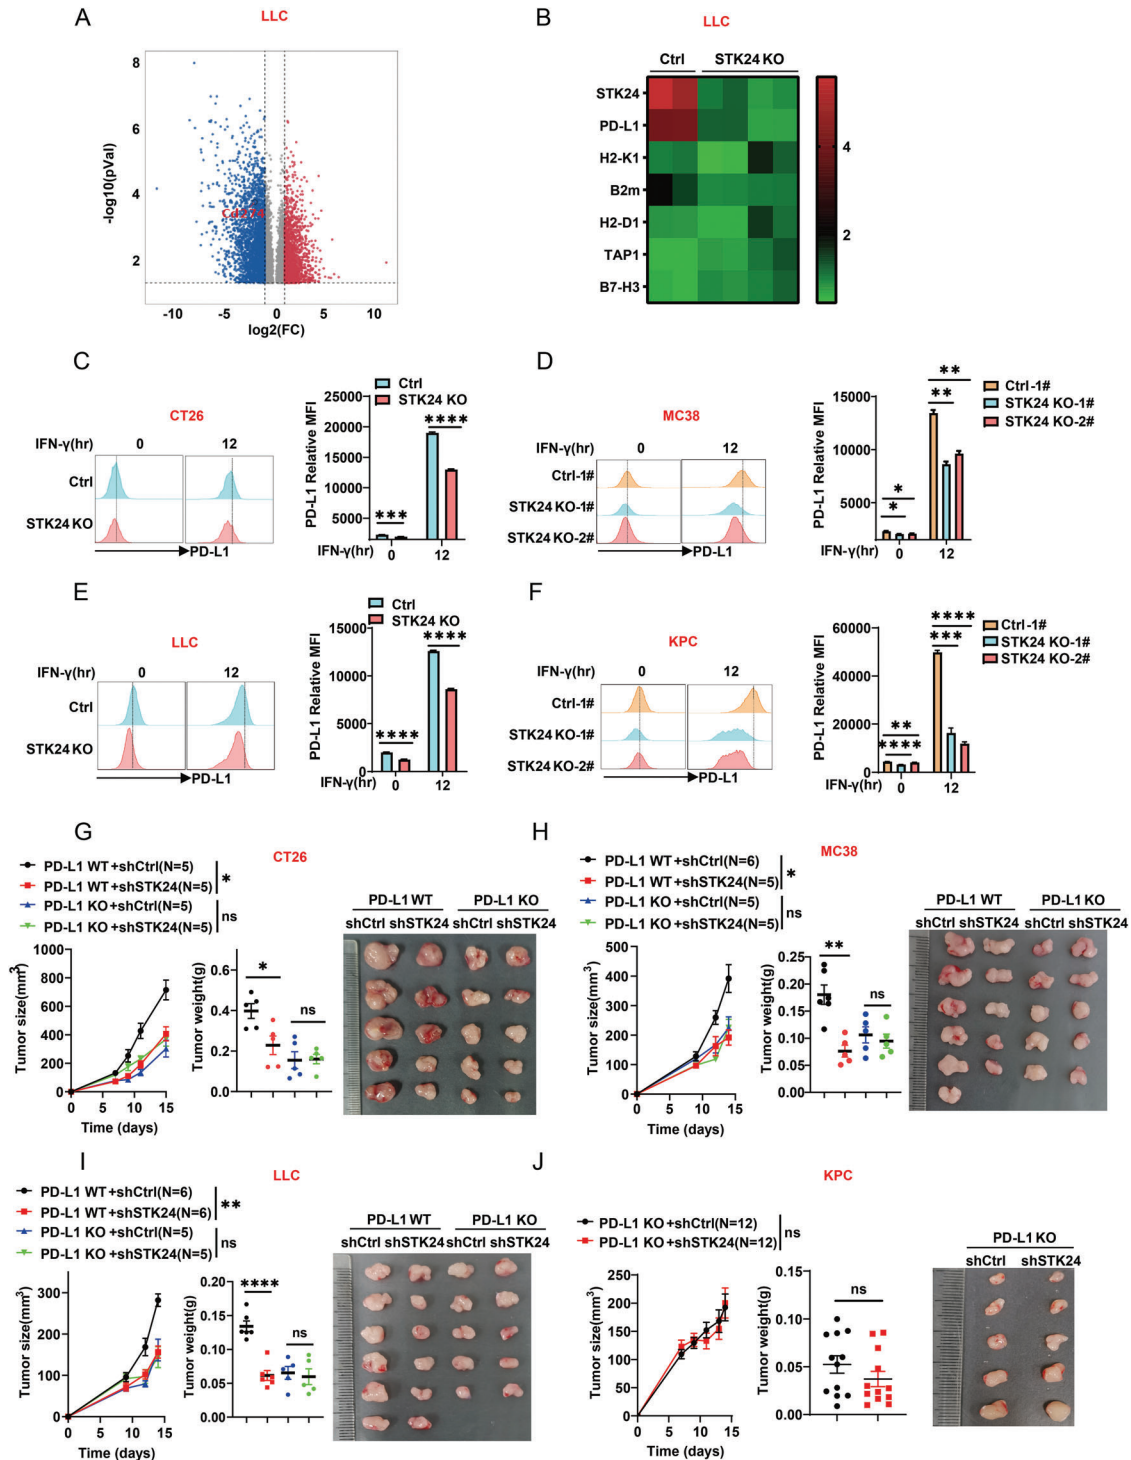 A
LLC
-log10(pVal)
8
6
4
2
Cd274
-10
-5
0
5
10
log2(FC)
B
LLC
Ctrl
STK24 KO
STK24
PD-L1
H2-K1
B2m
H2-D1
TAP1
B7-H3
4
2
C
CT26
IFN-γ(hr)
0
12
Ctrl
STK24 KO
PD-L1
Ctrl
STK24 KO
PD-L1 Relative MFI
25000
20000
15000
10000
5000
***
****
IFN-γ(hr)
0
12
D
MC38
IFN-γ(hr)
0
12
Ctrl-1#
STK24 KO-1#
STK24 KO-2#
PD-L1
PD-L1 Relative MFI
15000
10000
5000
*
*
**
**
IFN-γ(hr)
0
12
Ctrl-1#
STK24 KO-1#
STK24 KO-2#
E
LLC
IFN-γ(hr)
0
12
Ctrl
STK24 KO
PD-L1
Ctrl
STK24 KO
PD-L1 Relative MFI
15000
10000
5000
0
****
****
IFN-γ(hr)
0
12
F
KPC
IFN-γ(hr)
0
12
Ctrl-1#
STK24 KO-1#
STK24 KO-2#
PD-L1
PD-L1 Relative MFI
60000
40000
20000
0
**
****
****
***
IFN-γ(hr)
0
12
Ctrl-1#
STK24 KO-1#
STK24 KO-2#
G
CT26
PD-L1 WT+shCtrl(N=5)
PD-L1 WT+shSTK24(N=5)
PD-L1 KO+shCtrl(N=5)
PD-L1 KO+shSTK24(N=5)
*
ns
Tumor size(mm³)
1000
800
600
400
200
0
0
5
10
15
Time (days)
Tumor weight(g)
0.6
0.4
0.2
0.0
*
ns
PD-L1 WT
PD-L1 KO
shCtrl shSTK24
shCtrl shSTK24
H
MC38
PD-L1 WT+shCtrl(N=6)
PD-L1 WT+shSTK24(N=5)
PD-L1 KO+shCtrl(N=5)
PD-L1 KO+shSTK24(N=5)
*
ns
Tumor size(mm³)
500
400
300
200
100
0
0
5
10
15
Time (days)
Tumor weight(g)
0.25
0.20
0.15
0.10
0.05
0.00
**
ns
PD-L1 WT
PD-L1 KO
shCtrl shSTK24
shCtrl shSTK24
I
LLC
PD-L1 WT+shCtrl(N=6)
PD-L1 WT+shSTK24(N=6)
PD-L1 KO+shCtrl(N=5)
PD-L1 KO+shSTK24(N=5)
**
ns
Tumor size(mm³)
300
200
100
0
0
5
10
15
Time (days)
Tumor weight(g)
0.20
0.15
0.10
0.05
0.00
****
ns
PD-L1 WT
PD-L1 KO
shCtrl shSTK24
shCtrl shSTK24
J
KPC
PD-L1 KO+shCtrl(N=12)
PD-L1 KO+shSTK24(N=12)
ns
Tumor size(mm³)
250
200
150
100
50
0
0
5
10
15
Time (days)
Tumor weight(g)
0.15
0.10
0.05
0.00
ns
PD-L1 KO
shCtrl
shSTK24